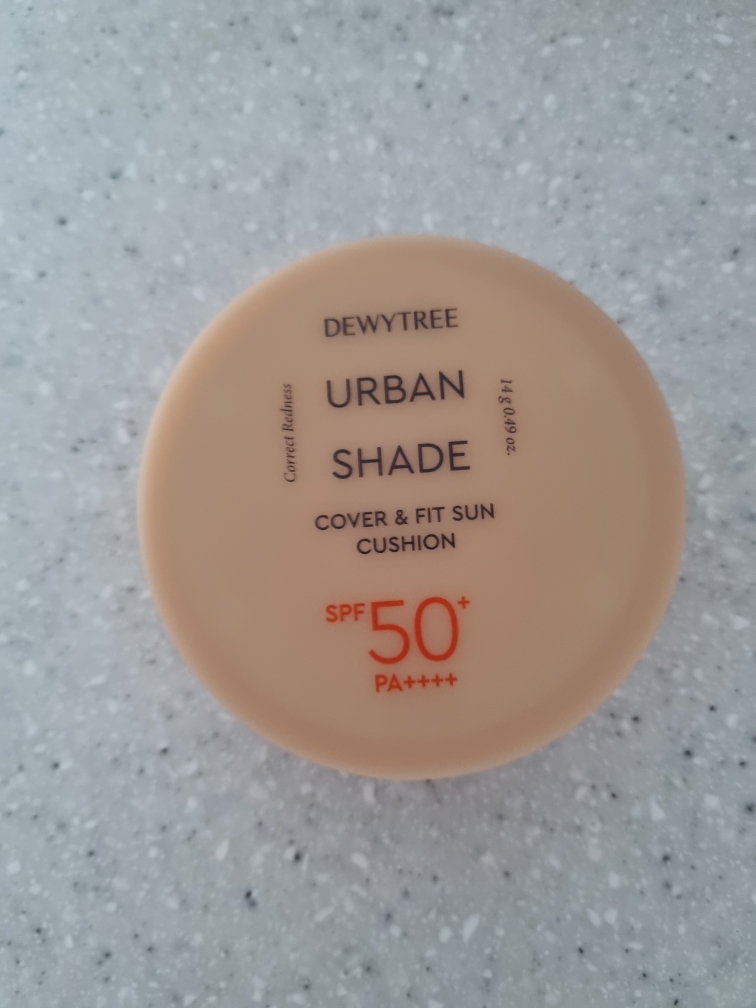 DEWYTREE
URBAN
SHADE
Correct Redness
14 g 0.49 oz.
COVER & FIT SUN
CUSHION
SPF 50+
PA++++